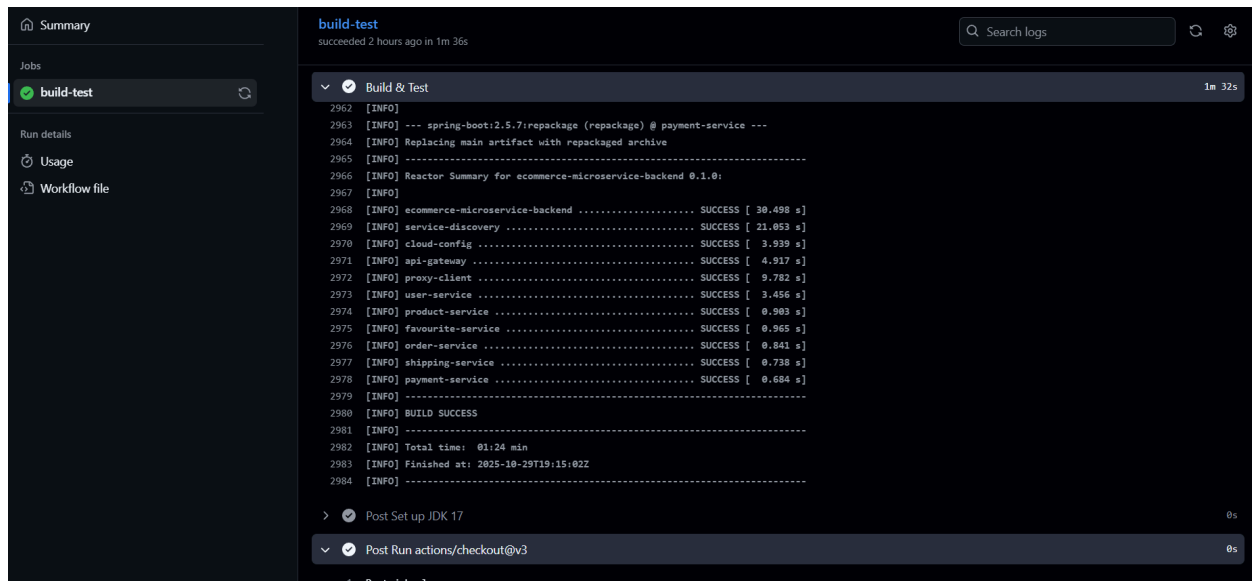 Summary
Jobs
build-test
Run details
Usage
Workflow file
build-test
succeeded 2 hours ago in 1m 36s
Search logs
Build & Test 1m 32s
2962 [INFO]
2963 [INFO] --- spring-boot:2.5.7:repackage (repackage) @ payment-service ---
2964 [INFO] Replacing main artifact with repackaged archive
2965 [INFO] ------------------------------------------------------------------------
2966 [INFO] Reactor Summary for ecommerce-microservice-backend 0.1.0:
2967 [INFO]
2968 [INFO] ecommerce-microservice-backend ..................... SUCCESS [ 30.498 s]
2969 [INFO] service-discovery .................................. SUCCESS [ 21.053 s]
2970 [INFO] cloud-config ....................................... SUCCESS [  3.939 s]
2971 [INFO] api-gateway ........................................ SUCCESS [  4.917 s]
2972 [INFO] proxy-client ....................................... SUCCESS [  9.782 s]
2973 [INFO] user-service ....................................... SUCCESS [  3.456 s]
2974 [INFO] product-service .................................... SUCCESS [  0.903 s]
2975 [INFO] favourite-service .................................. SUCCESS [  0.965 s]
2976 [INFO] order-service ...................................... SUCCESS [  0.841 s]
2977 [INFO] shipping-service ................................... SUCCESS [  0.738 s]
2978 [INFO] payment-service .................................... SUCCESS [  0.684 s]
2979 [INFO] ------------------------------------------------------------------------
2980 [INFO] BUILD SUCCESS
2981 [INFO] ------------------------------------------------------------------------
2982 [INFO] Total time:  01:24 min
2983 [INFO] Finished at: 2025-10-29T19:15:02Z
2984 [INFO] ------------------------------------------------------------------------
Post Set up JDK 17 0s
Post Run actions/checkout@v3 0s